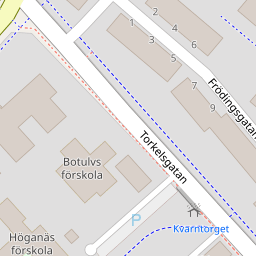 1
2
3
4
5
6
7
9
Frödingsgatan
Torkelsgatan
Botulvs
förskola
P
Kvarntorget
Höganäs
förskola